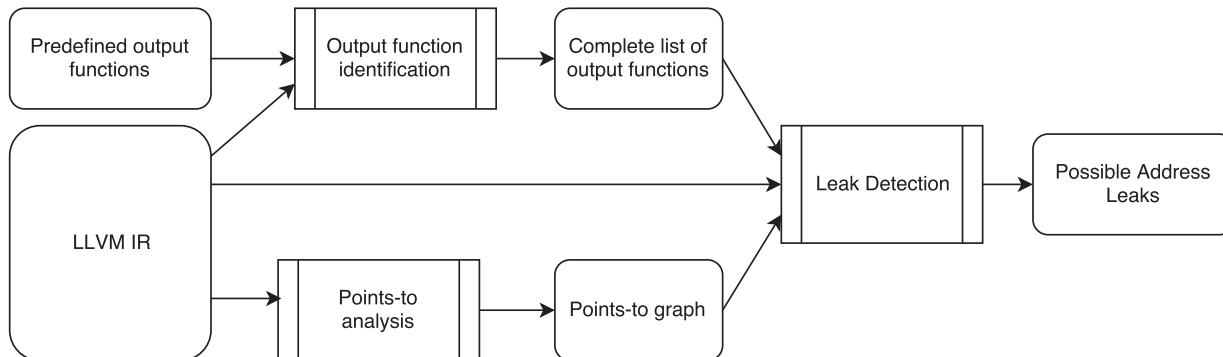 Predefined output
functions
Output function
identification
Complete list of
output functions
LLVM IR
Leak Detection
Possible Address
Leaks
Points-to
analysis
Points-to graph